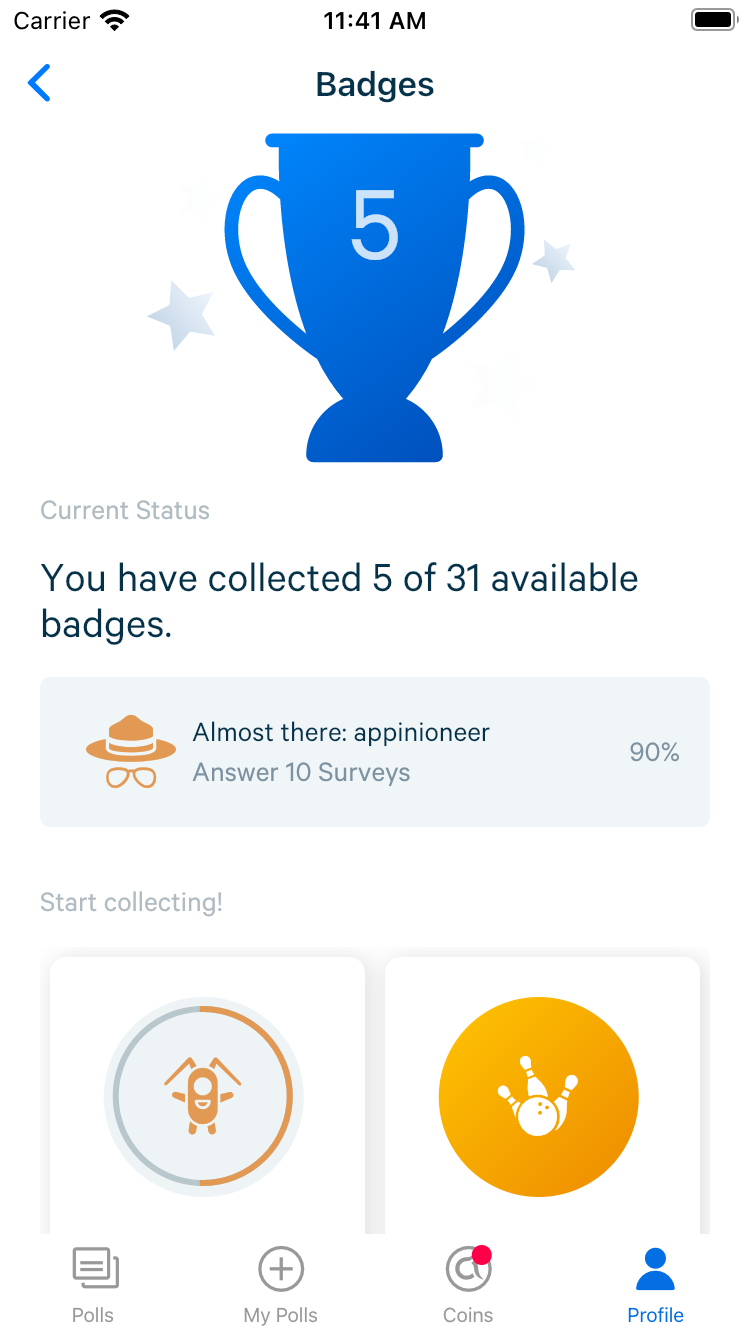 Carrier 11:41 AM
Badges
5
Current Status
You have collected 5 of 31 available
badges.
Almost there: appinioneer
Answer 10 Surveys
90%
Start collecting!
Polls My Polls Coins Profile